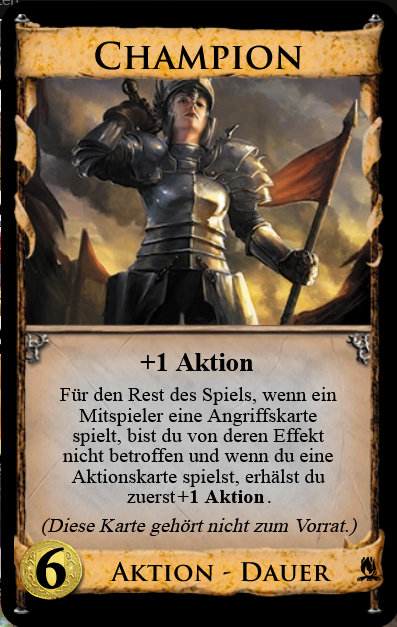 Champion
+1 Aktion
Für den Rest des Spiels, wenn ein
Mitspieler eine Angriffskarte
spielt, bist du von deren Effekt
nicht betroffen und wenn du eine
Aktionskarte spielst, erhälst du
zuerst +1 Aktion.
(Diese Karte gehört nicht zum Vorrat.)
6
Aktion - Dauer